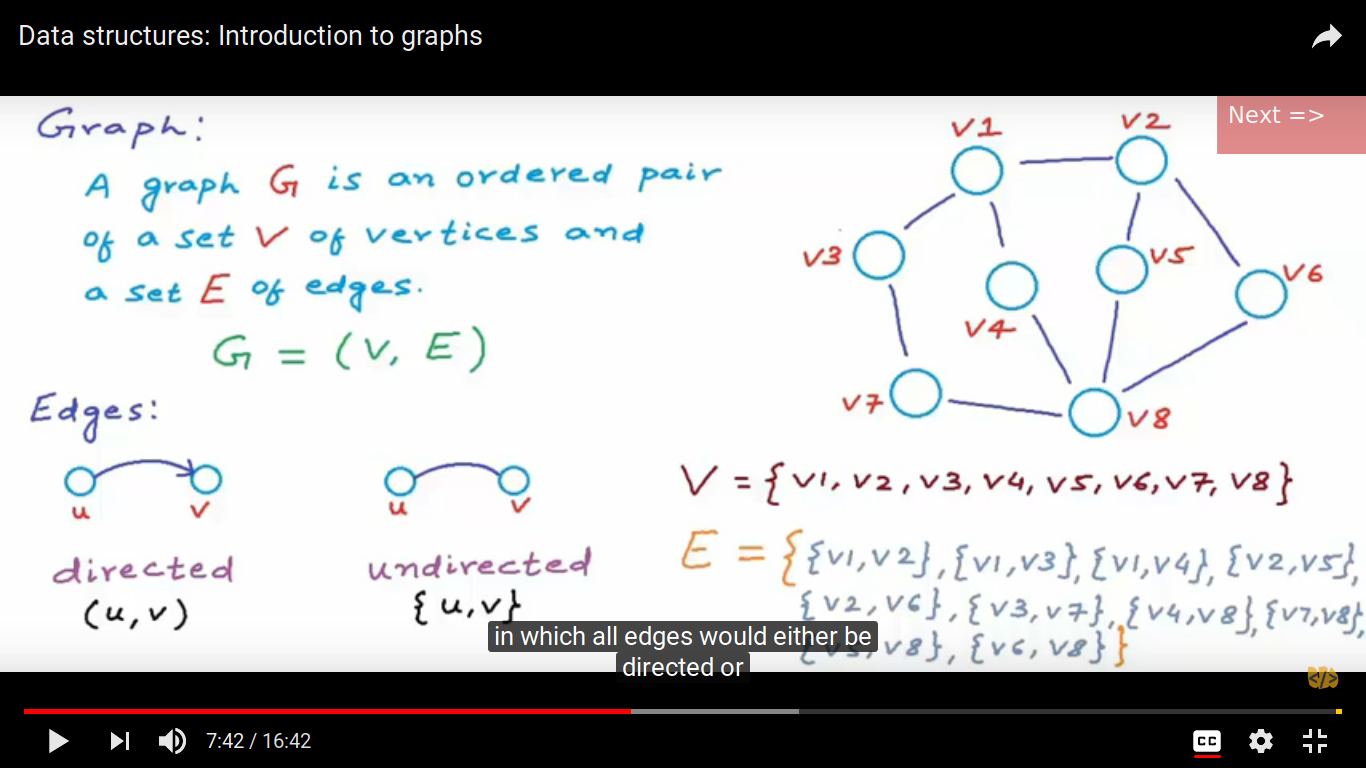 Data structures: Introduction to graphs
Next =>
Graph:
A graph G is an ordered pair
of a set V of vertices and
a set E of edges.
G = (V, E)
Edges:
u
v
directed
(u, v)
u
v
undirected
{u, v}
v1
v2
v3
v4
v5
v6
v7
v8
V = {v1, v2, v3, v4, v5, v6, v7, v8}
E = {{v1, v2}, {v1, v3}, {v1, v4}, {v2, v5},
{v2, v6}, {v3, v7}, {v4, v8}, {v7, v8},
v8}, {v6, v8}}
in which all edges would either be
directed or
</>
7:42 / 16:42
CC